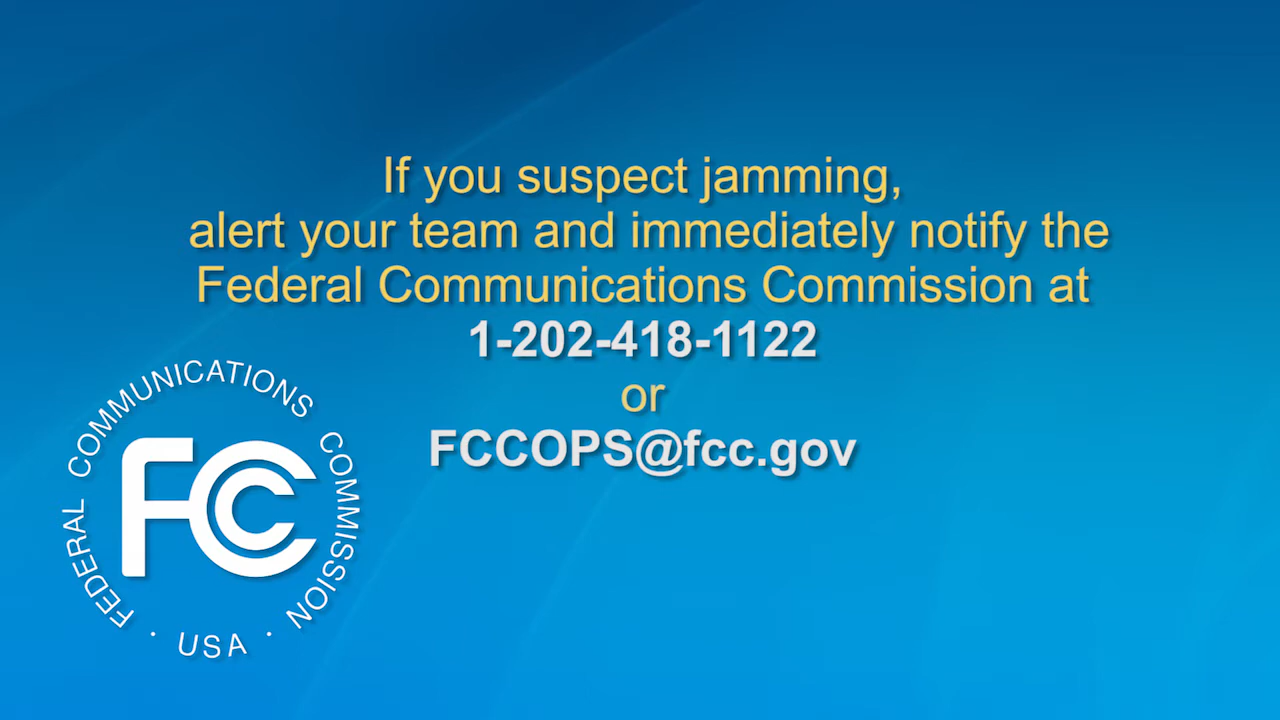 If you suspect jamming,
alert your team and immediately notify the
Federal Communications Commission at
1-202-418-1122
or
FCCOPS@fcc.gov
FEDERAL COMMUNICATIONS COMMISSION
FCC
· USA ·